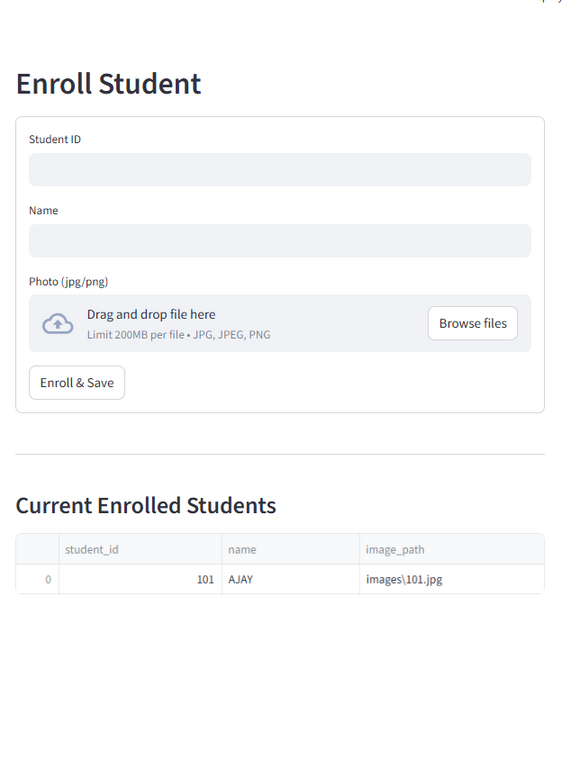 Enroll Student
Student ID
Name
Photo (jpg/png)
Drag and drop file here
Limit 200MB per file • JPG, JPEG, PNG
Browse files
Enroll & Save
Current Enrolled Students
student_id name image_path
0 101 AJAY images\101.jpg